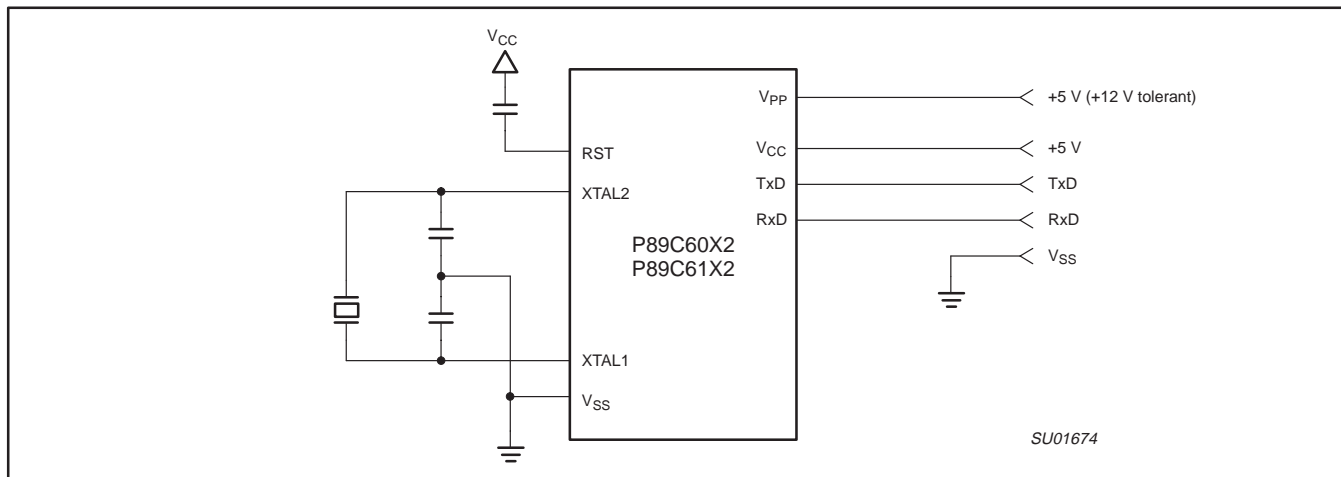 VCC
RST
XTAL2
XTAL1
VSS
P89C60X2
P89C61X2
VPP
VCC
TxD
RxD
+5 V (+12 V tolerant)
+5 V
TxD
RxD
VSS
SU01674